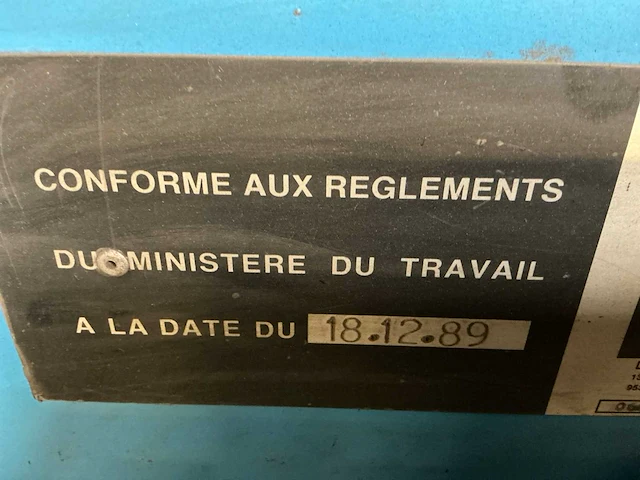 CONFORME AUX REGLEMENTS
DU MINISTERE DU TRAVAIL
A LA DATE DU 18.12.89